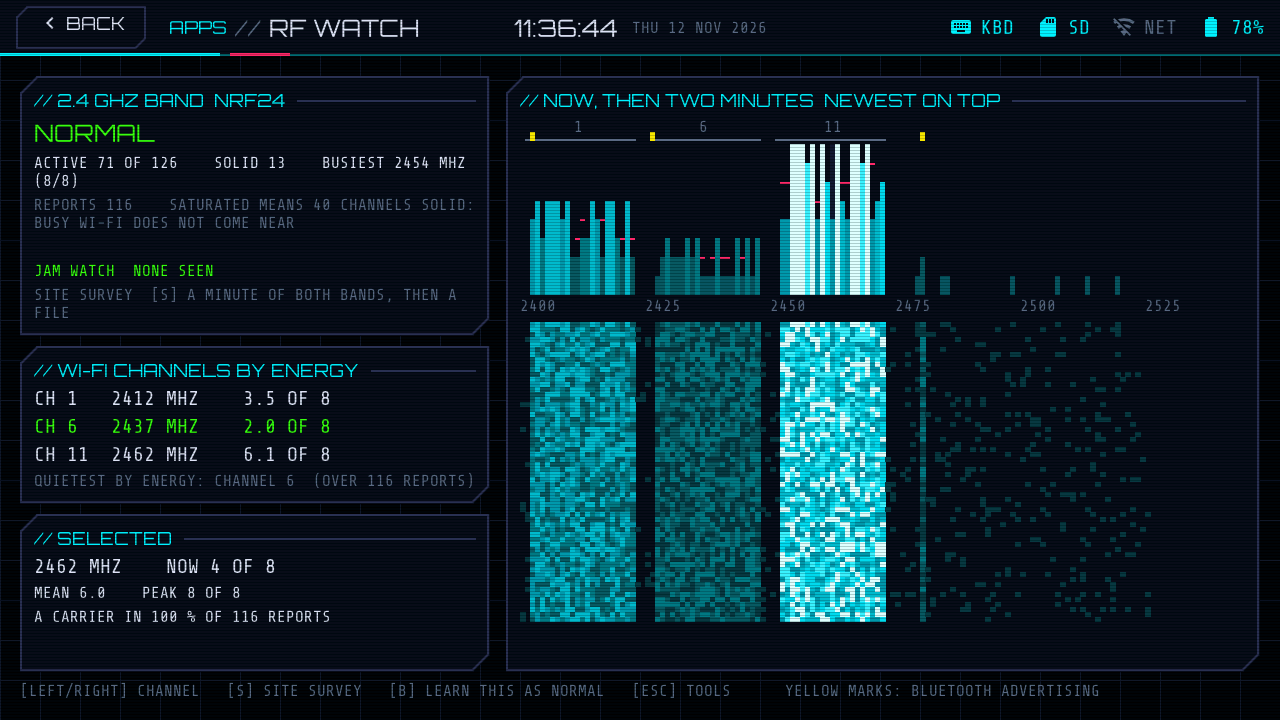 BACK
APPS // RF WATCH
11:36:44
THU 12 NOV 2026
KBD
SD
NET
78%
// 2.4 GHZ BAND NRF24
NORMAL
ACTIVE 71 OF 126 SOLID 13 BUSIEST 2454 MHZ
(8/8)
REPORTS 116 SATURATED MEANS 40 CHANNELS SOLID:
BUSY WI-FI DOES NOT COME NEAR
JAM WATCH NONE SEEN
SITE SURVEY [S] A MINUTE OF BOTH BANDS, THEN A
FILE
// WI-FI CHANNELS BY ENERGY
CH 1 2412 MHZ 3.5 OF 8
CH 6 2437 MHZ 2.0 OF 8
CH 11 2462 MHZ 6.1 OF 8
QUIETEST BY ENERGY: CHANNEL 6 (OVER 116 REPORTS)
// SELECTED
2462 MHZ NOW 4 OF 8
MEAN 6.0 PEAK 8 OF 8
A CARRIER IN 100 % OF 116 REPORTS
// NOW, THEN TWO MINUTES NEWEST ON TOP
1 6 11
2400 2425 2450 2475 2500 2525
[LEFT/RIGHT] CHANNEL [S] SITE SURVEY [B] LEARN THIS AS NORMAL [ESC] TOOLS YELLOW MARKS: BLUETOOTH ADVERTISING